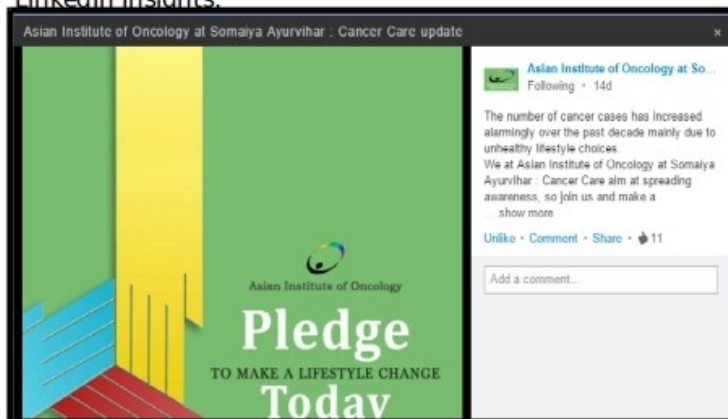 LinkedIn Insights:
Asian Institute of Oncology at Somaiya Ayurvihar : Cancer Care update ×
Asian Institute of Oncology at So...
Following • 14d
The number of cancer cases has increased
alarmingly over the past decade mainly due to
unhealthy lifestyle choices.
We at Asian Institute of Oncology at Somaiya
Ayurvihar : Cancer Care aim at spreading
awareness, so join us and make a
... show more
Unlike • Comment • Share • 11
Add a comment...
Asian Institute of Oncology
Pledge
TO MAKE A LIFESTYLE CHANGE
Today